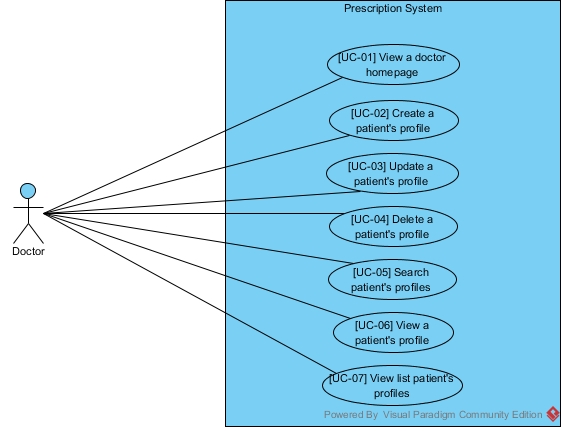 Prescription System
[UC-01] View a doctor
homepage
[UC-02] Create a
patient's profile
[UC-03] Update a
patient's profile
[UC-04] Delete a
patient's profile
Doctor
[UC-05] Search
patient's profiles
[UC-06] View a
patient's profile
[UC-07] View list patient's
profiles
Powered By Visual Paradigm Community Edition